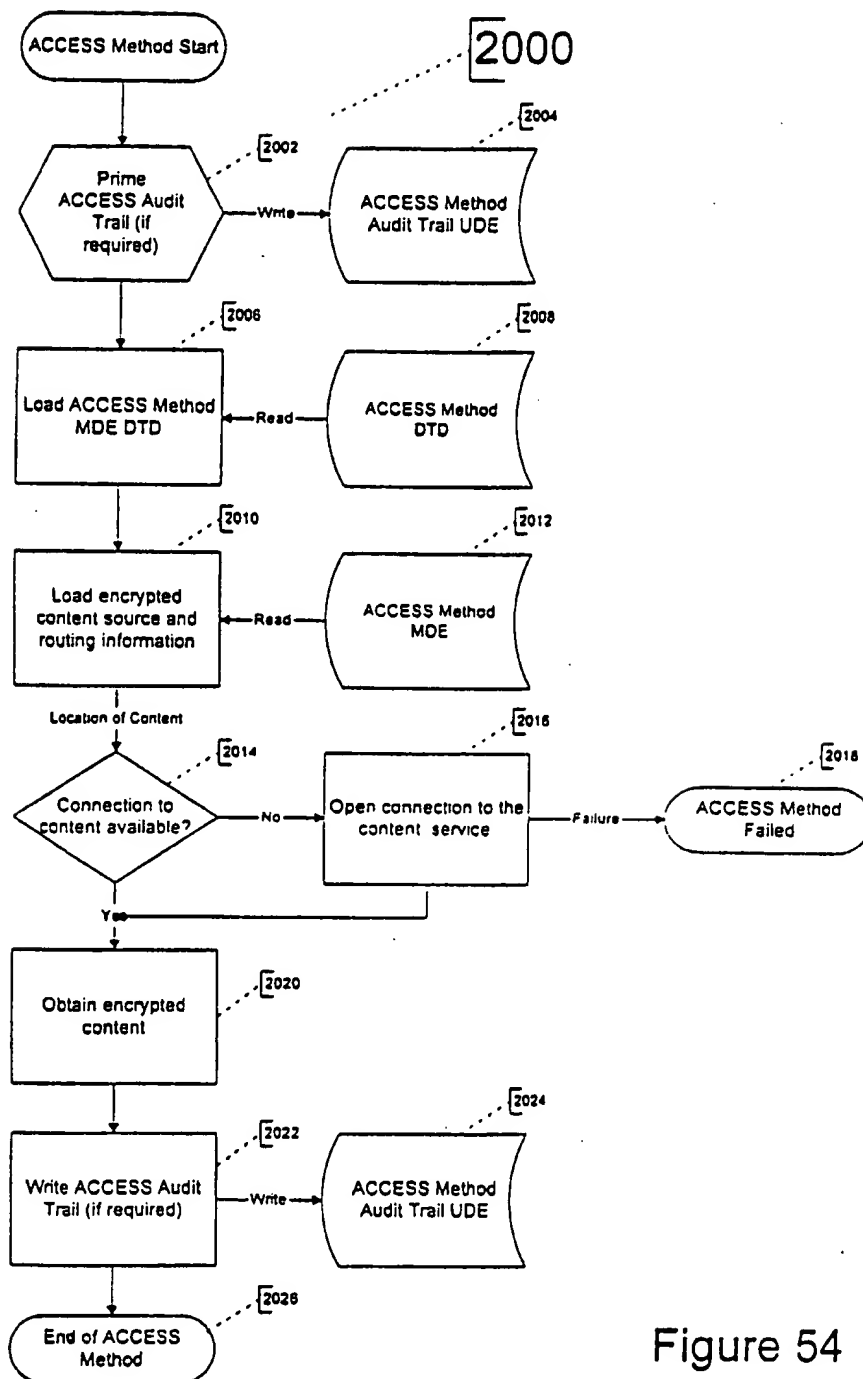 ACCESS Method Start
2000
2002
Prime
ACCESS Audit
Trail (if
required)
Write
2004
ACCESS Method
Audit Trail UDE
2006
Load ACCESS Method
MDE DTD
Read
2008
ACCESS Method
DTD
2010
Load encrypted
content source and
routing information
Read
2012
ACCESS Method
MDE
Location of Content
2014
Connection to
content available?
No
2016
Open connection to the
content service
Failure
2018
ACCESS Method
Failed
Y
Obtain encrypted
content
2020
2022
Write ACCESS Audit
Trail (if required)
Write
2024
ACCESS Method
Audit Trail UDE
2026
End of ACCESS
Method
Figure 54